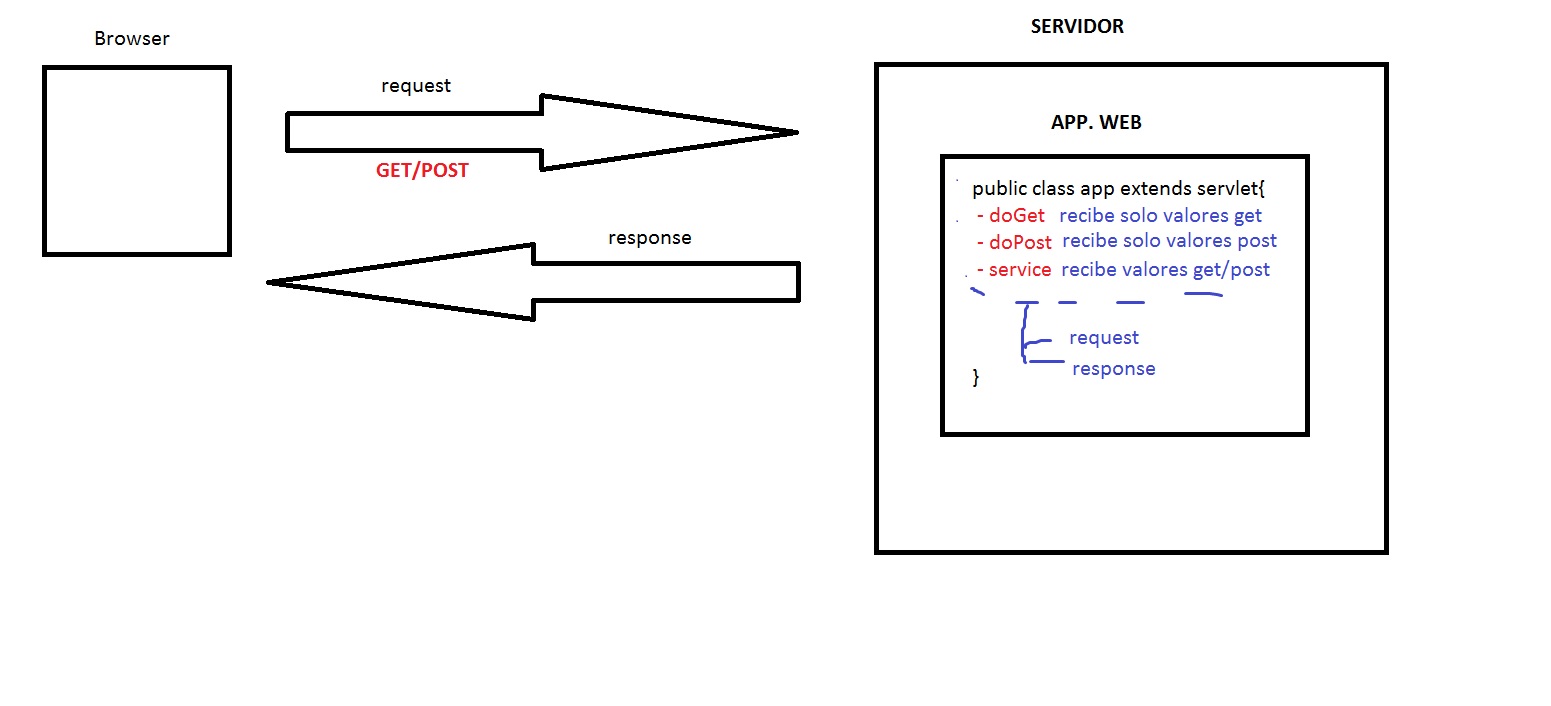 Browser
request
GET/POST
response
SERVIDOR
APP. WEB
public class app extends servlet{
- doGet recibe solo valores get
- doPost recibe solo valores post
- service recibe valores get/post
request
response
}